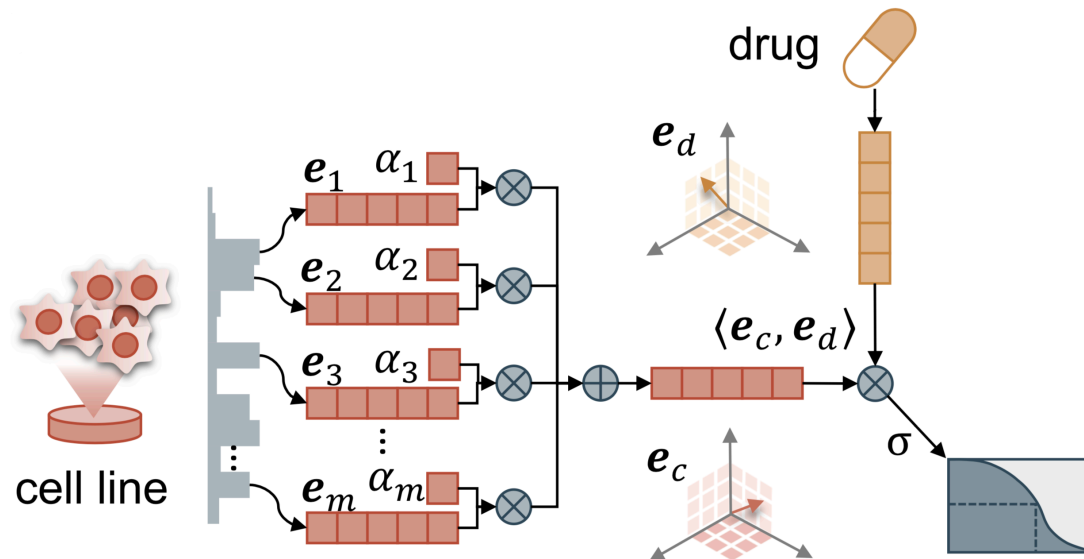 drug
e_d
e_1
α_1
e_2
α_2
⟨e_c, e_d⟩
e_3
α_3
...
σ
...
e_c
cell line
e_m
α_m